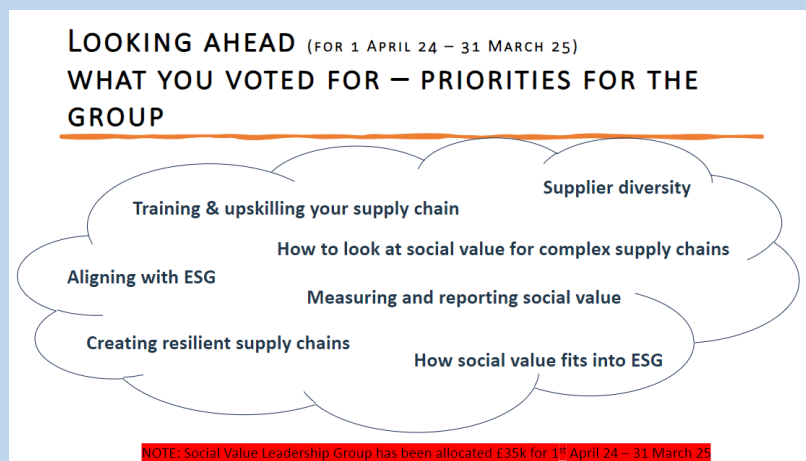 LOOKING AHEAD (FOR 1 APRIL 24 – 31 MARCH 25)
WHAT YOU VOTED FOR – PRIORITIES FOR THE
GROUP
Supplier diversity
Training & upskilling your supply chain
How to look at social value for complex supply chains
Aligning with ESG
Measuring and reporting social value
Creating resilient supply chains
How social value fits into ESG
NOTE: Social Value Leadership Group has been allocated £35k for 1st April 24 – 31 March 25